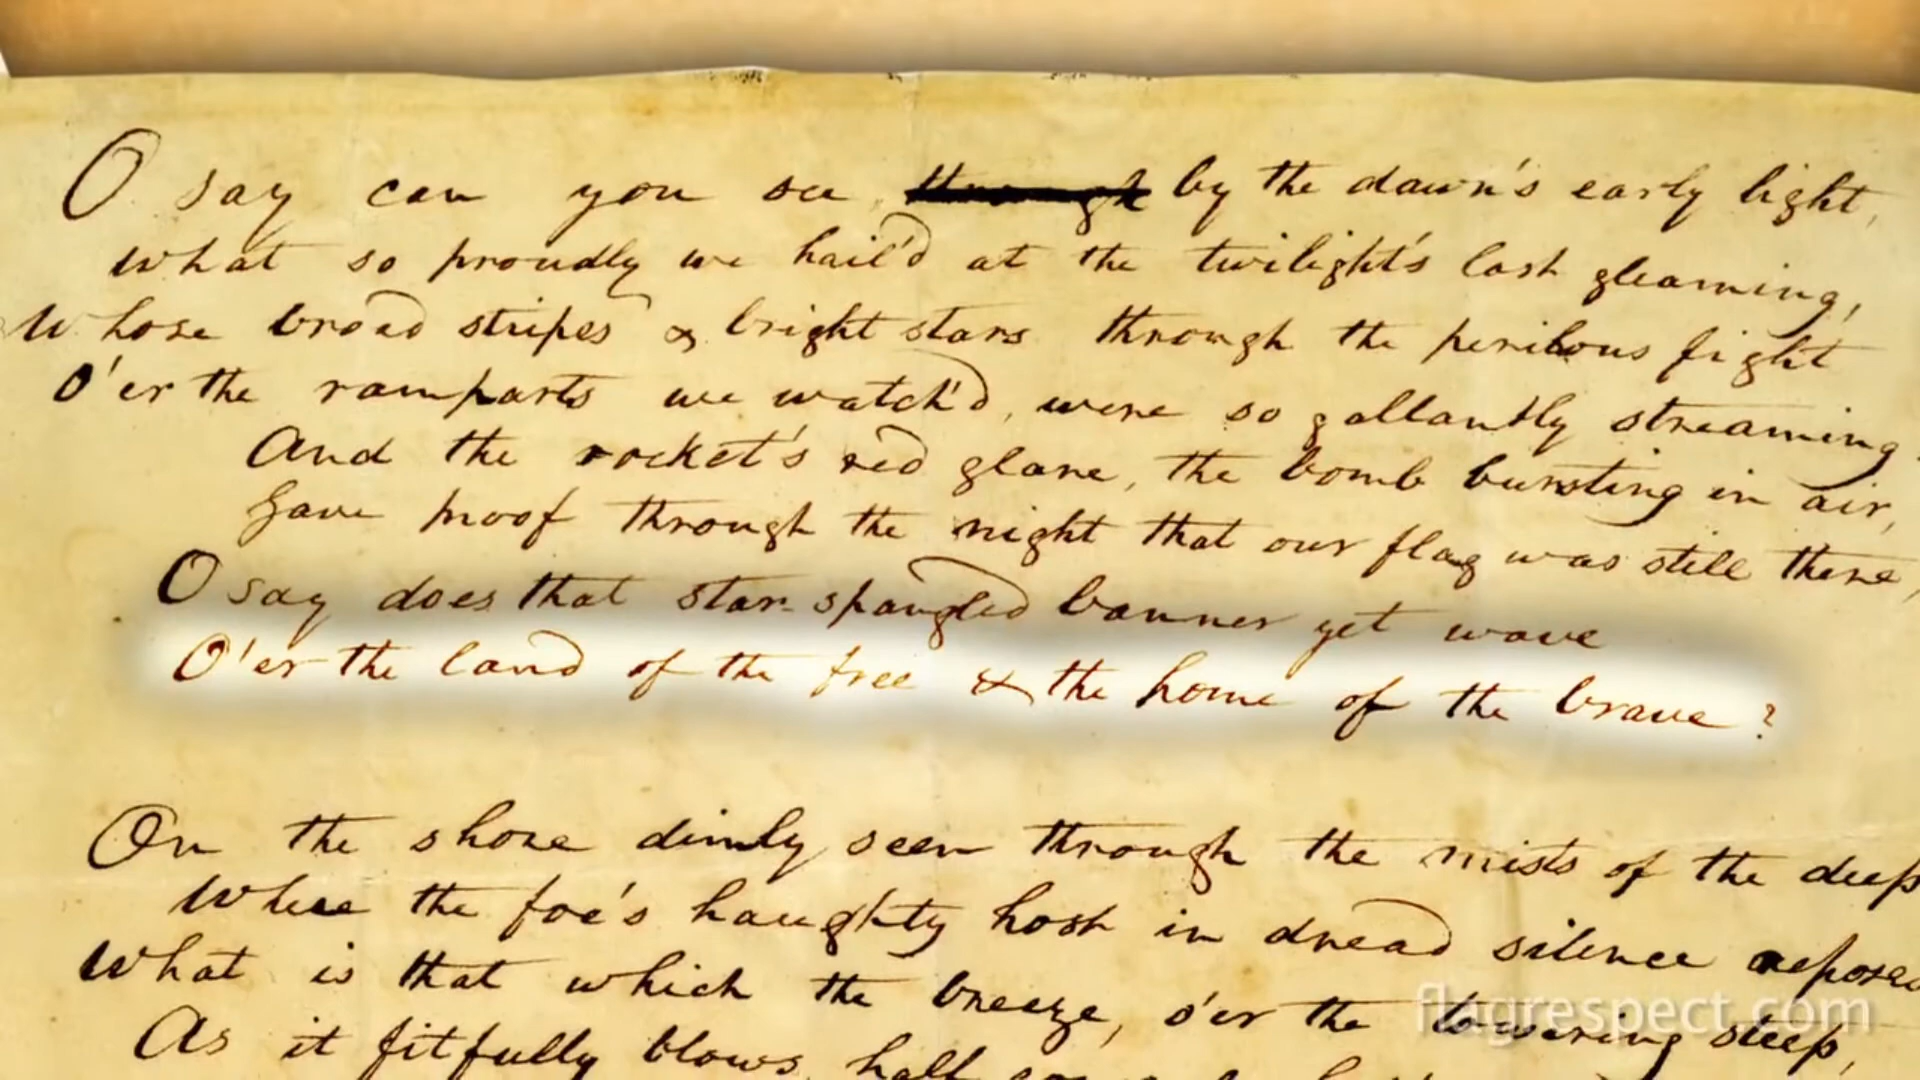 O say can you see through by the dawn's early light,
what so proudly we hail'd at the twilight's last gleaming,
Whose broad stripes & bright stars through the perilous fight
O'er the ramparts we watch'd, were so gallantly streaming
And the rocket's red glare, the bomb bursting in air,
Gave proof through the night that our flag was still there,
O say does that star-spangled banner yet wave
O'er the land of the free & the home of the brave?
On the shore dimly seen through the mists of the deep
Where the foe's haughty host in dread silence reposes
What is that which the breeze, o'er the towering steep,
As it fitfully blows, half
flagrespect.com